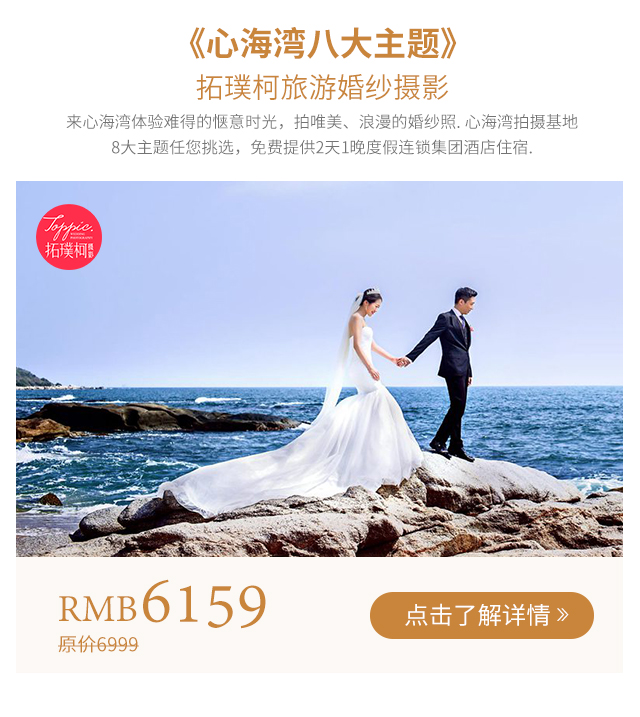 《心海湾八大主题》
拓璞柯旅游婚纱摄影
来心海湾体验难得的惬意时光，拍唯美、浪漫的婚纱照. 心海湾拍摄基地
8大主题任您挑选，免费提供2天1晚度假连锁集团酒店住宿.
Toppic.
拓璞柯摄影
RMB6159
原价6999
点击了解详情 »